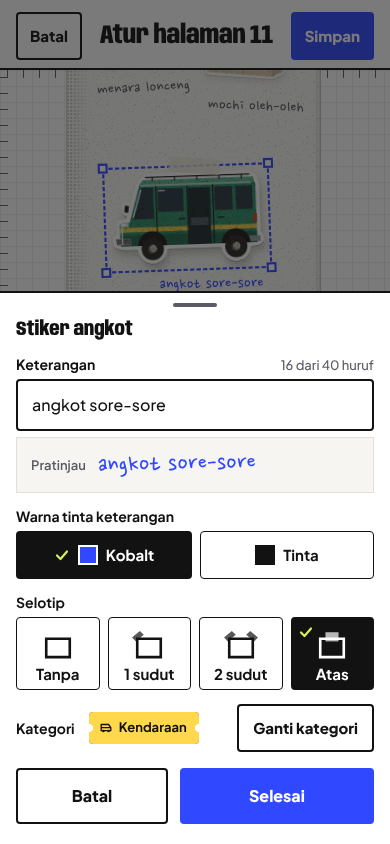 Batal
Atur halaman 11
Simpan
menara lonceng
mochi oleh-oleh
angkot sore-sore
Stiker angkot
Keterangan
16 dari 40 huruf
angkot sore-sore
Pratinjau
angkot sore-sore
Warna tinta keterangan
Kobalt
Tinta
Selotip
Tanpa
1 sudut
2 sudut
Atas
Kategori
Kendaraan
Ganti kategori
Batal
Selesai